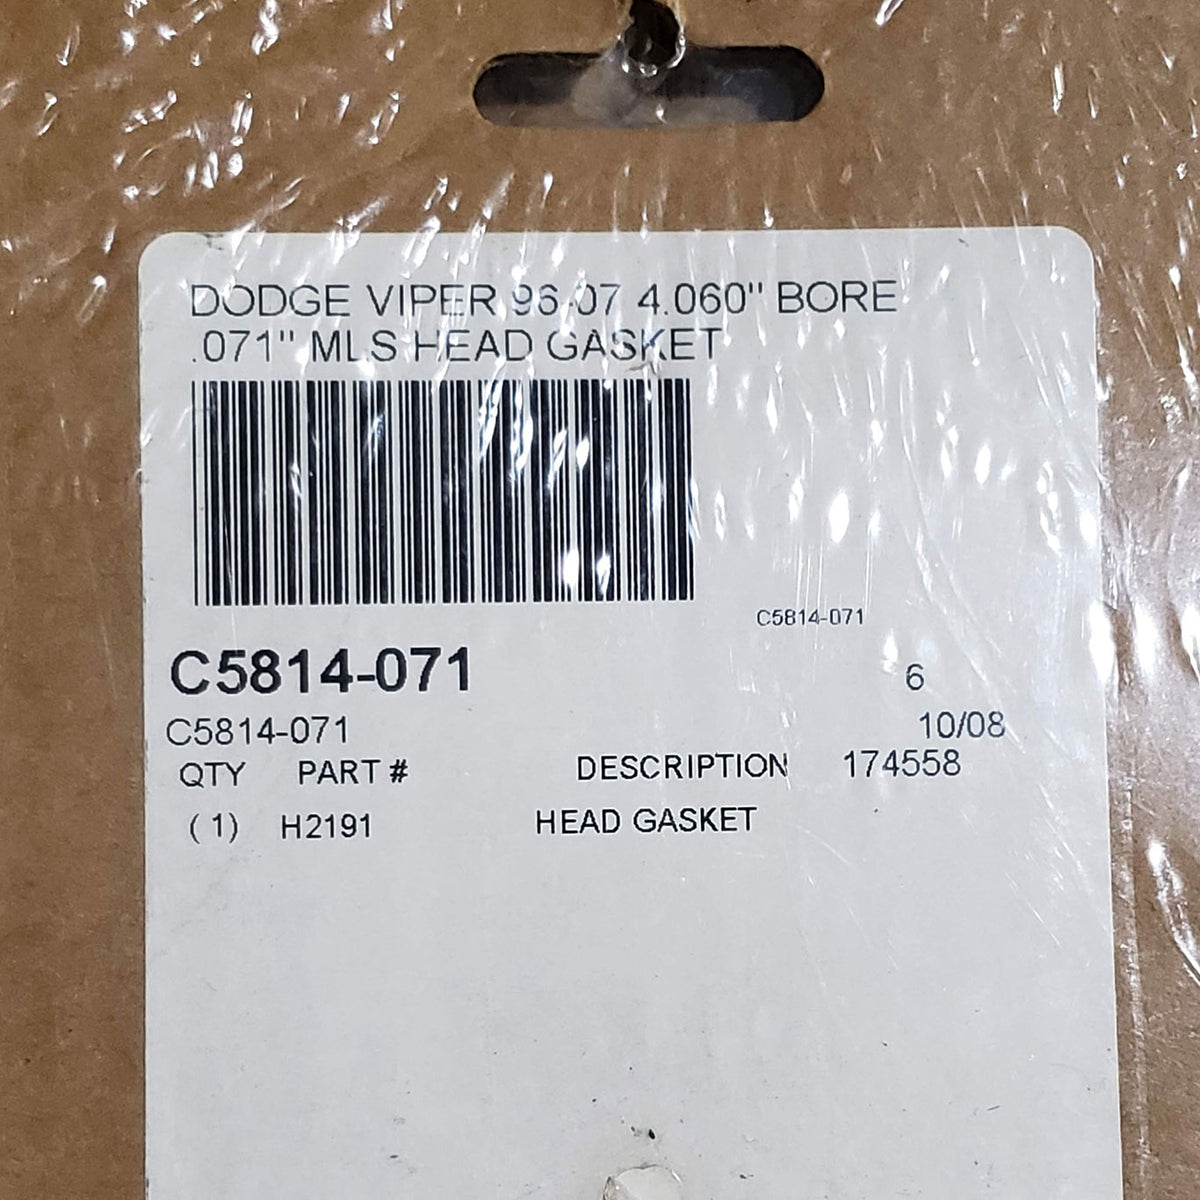 DODGE VIPER 96-07 4.060" BORE
.071" MLS HEAD GASKET
C5814-071
C5814-071 6
C5814-071 10/08
QTY PART # DESCRIPTION 174558
( 1) H2191 HEAD GASKET